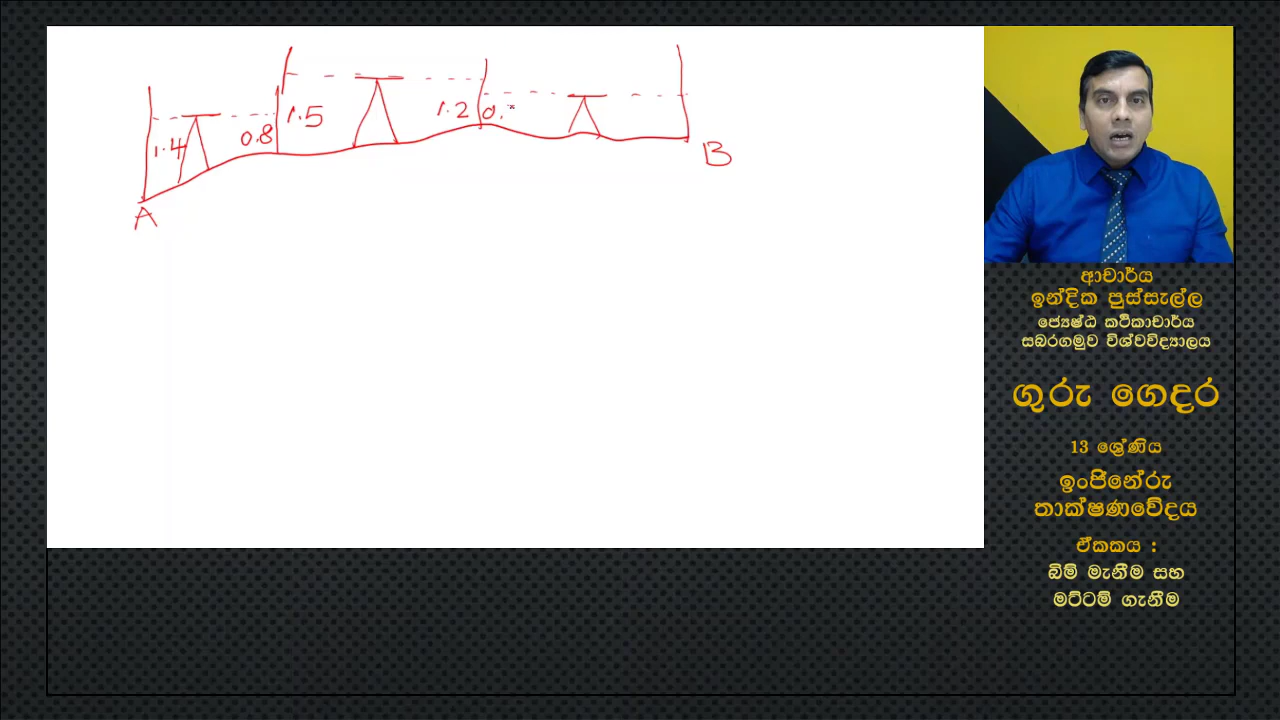 1.4 0.8 1.5 1.2 0.
A B
ආචාර්ය
ඉන්දික පුස්සැල්ල
ජ්‍යෙෂ්ඨ කථිකාචාර්ය
සබරගමුව විශ්වවිද්‍යාලය
ගුරු ගෙදර
13 ශ්‍රේණිය
ඉංජිනේරු
තාක්ෂණවේදය
ඒකකය :
බිම් මැනීම සහ
මට්ටම් ගැනීම